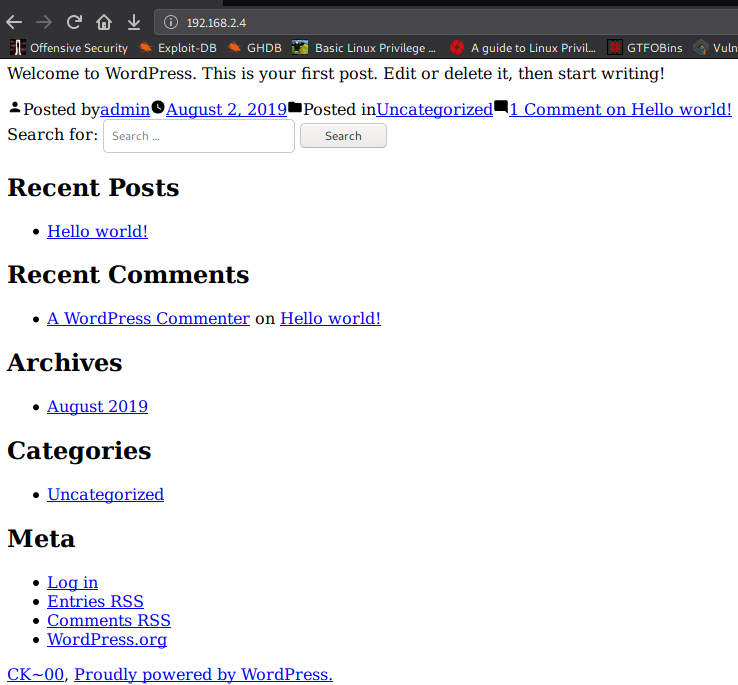 192.168.2.4
Offensive Security Exploit-DB GHDB Basic Linux Privilege ... A guide to Linux Privil... GTFOBins Vuln
Welcome to WordPress. This is your first post. Edit or delete it, then start writing!
Posted byadminAugust 2, 2019Posted inUncategorized1 Comment on Hello world!
Search for: Search ... Search
Recent Posts
Hello world!
Recent Comments
A WordPress Commenter on Hello world!
Archives
August 2019
Categories
Uncategorized
Meta
Log in
Entries RSS
Comments RSS
WordPress.org
CK~00, Proudly powered by WordPress.